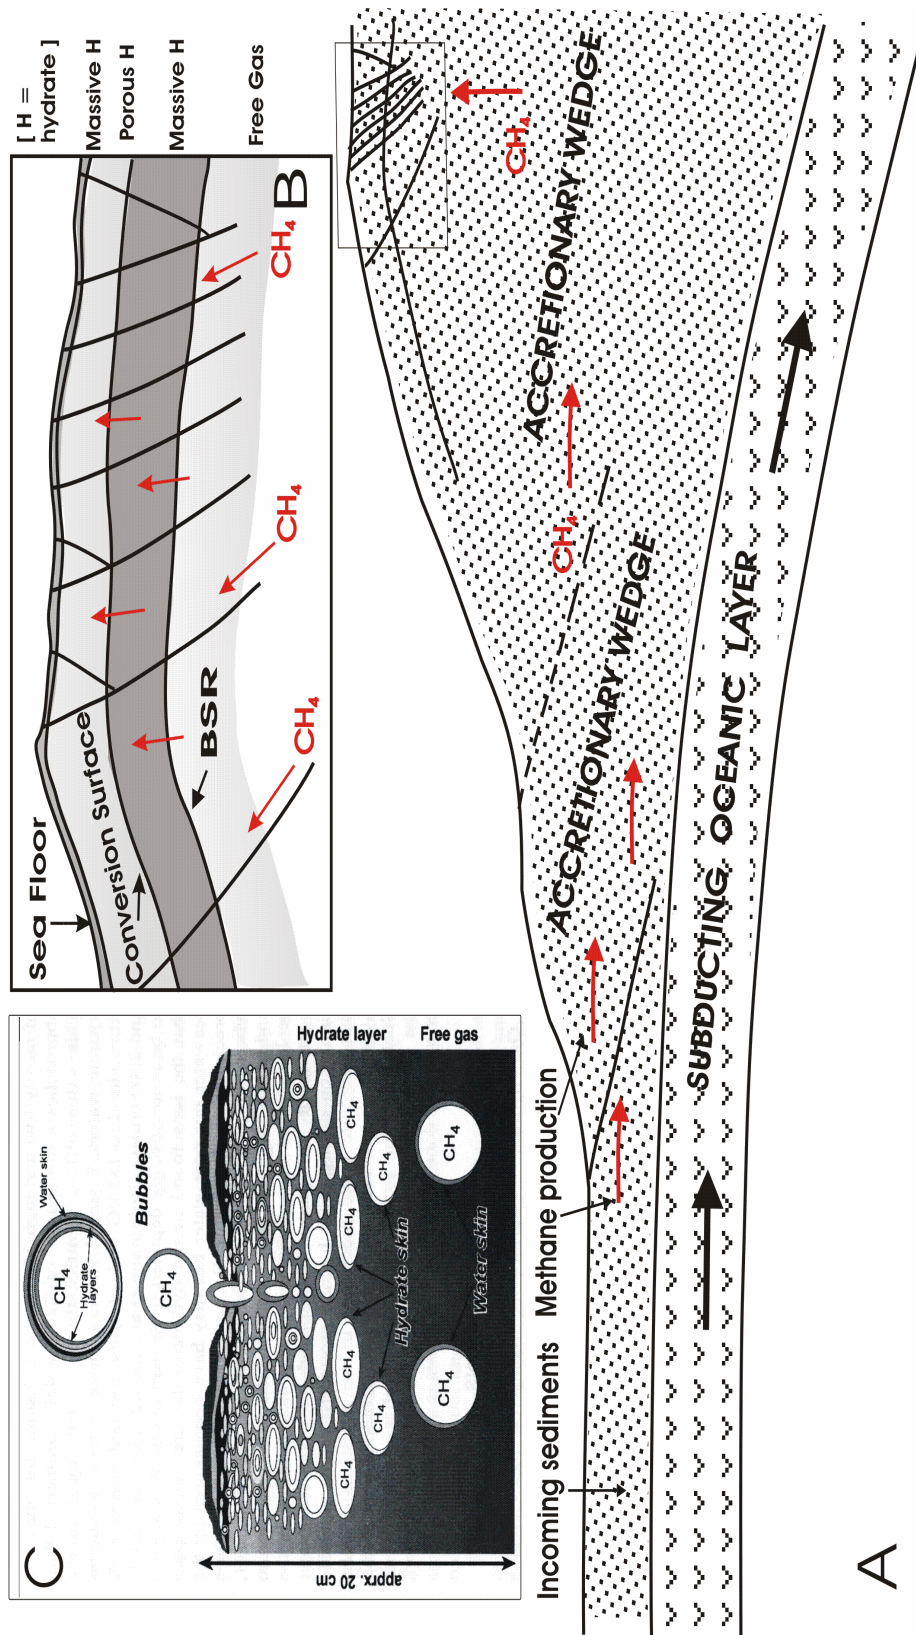 C
Water skin
CH4
Hydrate
layers
Bubbles
CH4
Hydrate layer
Free gas
CH4
CH4
CH4
CH4
CH4
CH4
CH4
CH4
Hydrate skin
Water skin
apprx. 20 cm
Sea Floor
Conversion Surface
BSR
CH4
CH4
CH4
B
[ H =
hydrate ]
Massive H
Porous H
Massive H
Free Gas
A
Incoming sediments
Methane production
ACCRETIONARY WEDGE
CH4
ACCRETIONARY WEDGE
CH4
SUBDUCTING OCEANIC LAYER